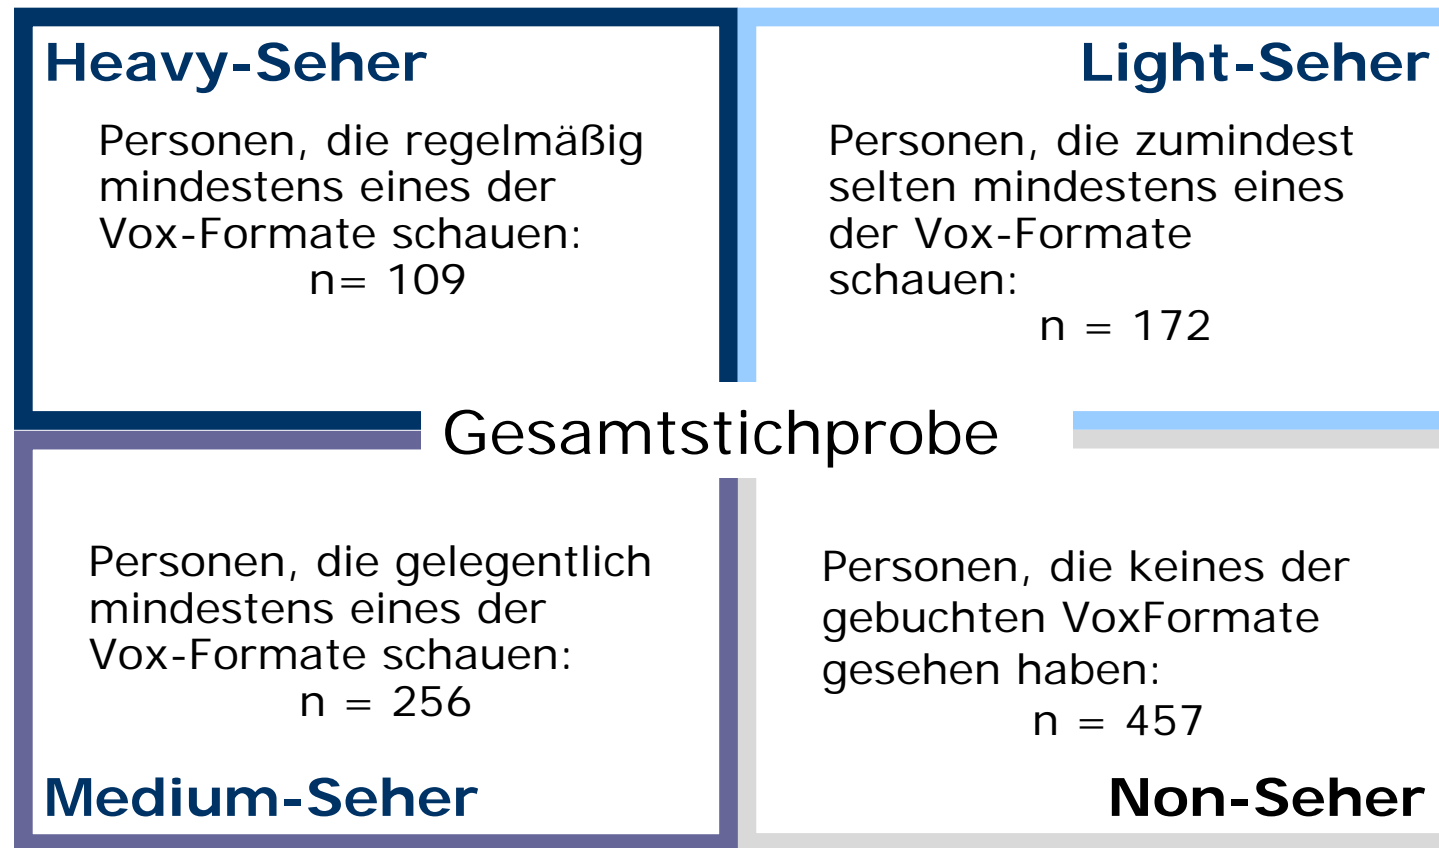 Heavy-Seher
Personen, die regelmäßig
mindestens eines der
Vox-Formate schauen:
n= 109
Light-Seher
Personen, die zumindest
selten mindestens eines
der Vox-Formate
schauen:
n = 172
Gesamtstichprobe
Personen, die gelegentlich
mindestens eines der
Vox-Formate schauen:
n = 256
Medium-Seher
Personen, die keines der
gebuchten VoxFormate
gesehen haben:
n = 457
Non-Seher